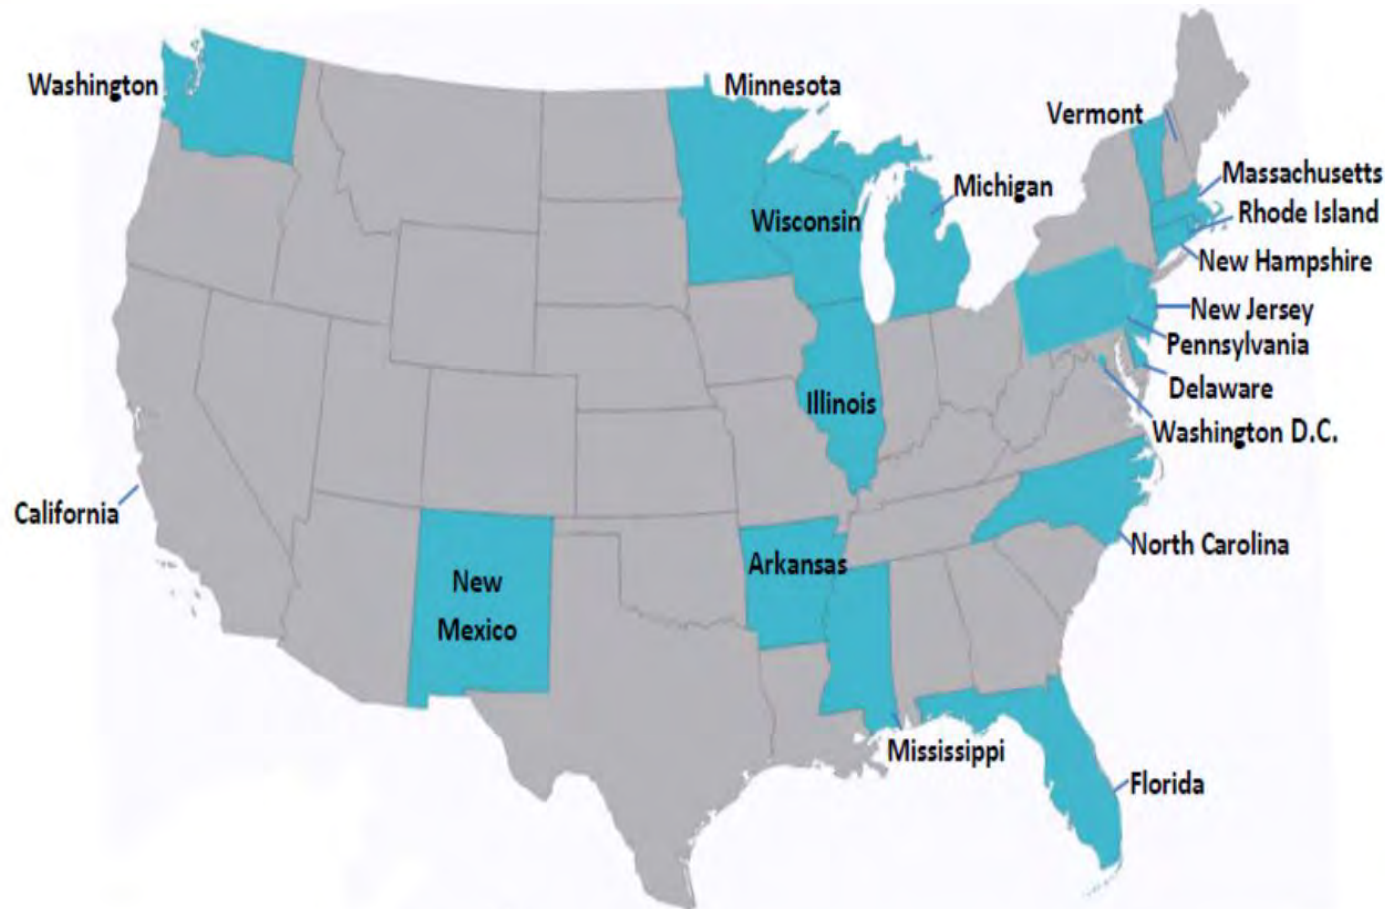 Washington
Minnesota
Vermont
Massachusetts
Michigan
Rhode Island
Wisconsin
New Hampshire
New Jersey
Pennsylvania
Delaware
Illinois
Washington D.C.
California
North Carolina
Arkansas
New
Mexico
Mississippi
Florida